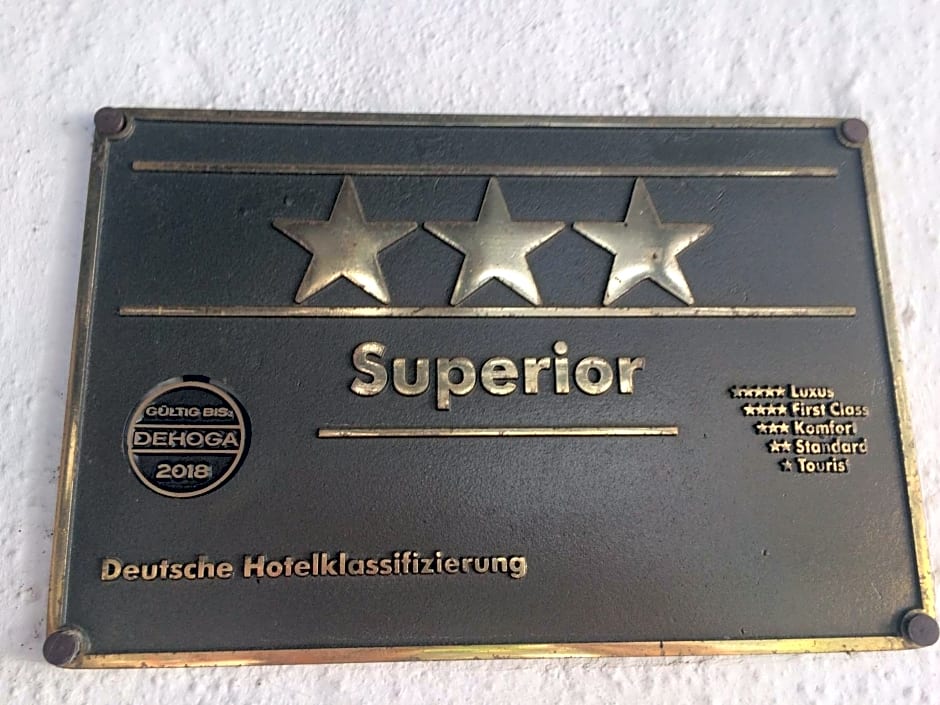 ★★★
Superior
GÜLTIG BIS:
DEHOGA
2018
★★★★★ Luxus
★★★★ First Class
★★★ Komfort
★★ Standard
★ Tourist
Deutsche Hotelklassifizierung